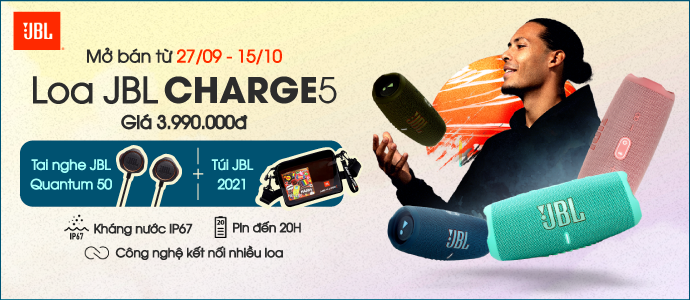 JBL
Mở bán từ 27/09 - 15/10
Loa JBL CHARGE5
Giá 3.990.000đ
Tai nghe JBL
Quantum 50
+
Túi JBL
2021
IP67
Kháng nước IP67
20
Pin đến 20H
Công nghệ kết nối nhiều loa
JBL
JBL
JBL
JBL